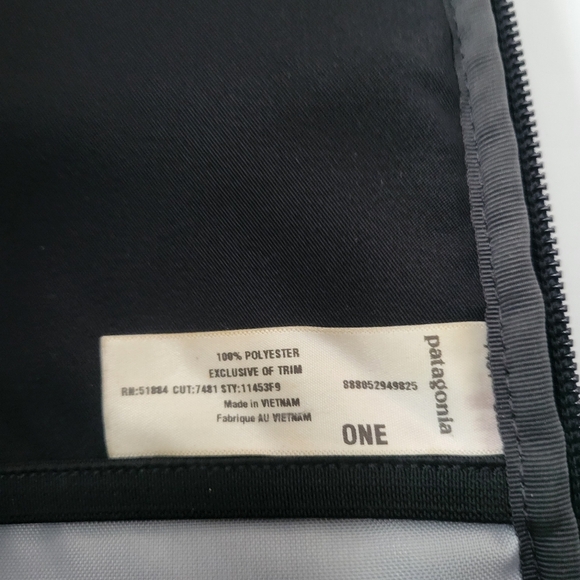 100% POLYESTER
EXCLUSIVE OF TRIM
RN:51884 CUT:7481 STY:11453F9
Made in VIETNAM
Fabrique AU VIETNAM
888052949825
ONE
patagonia